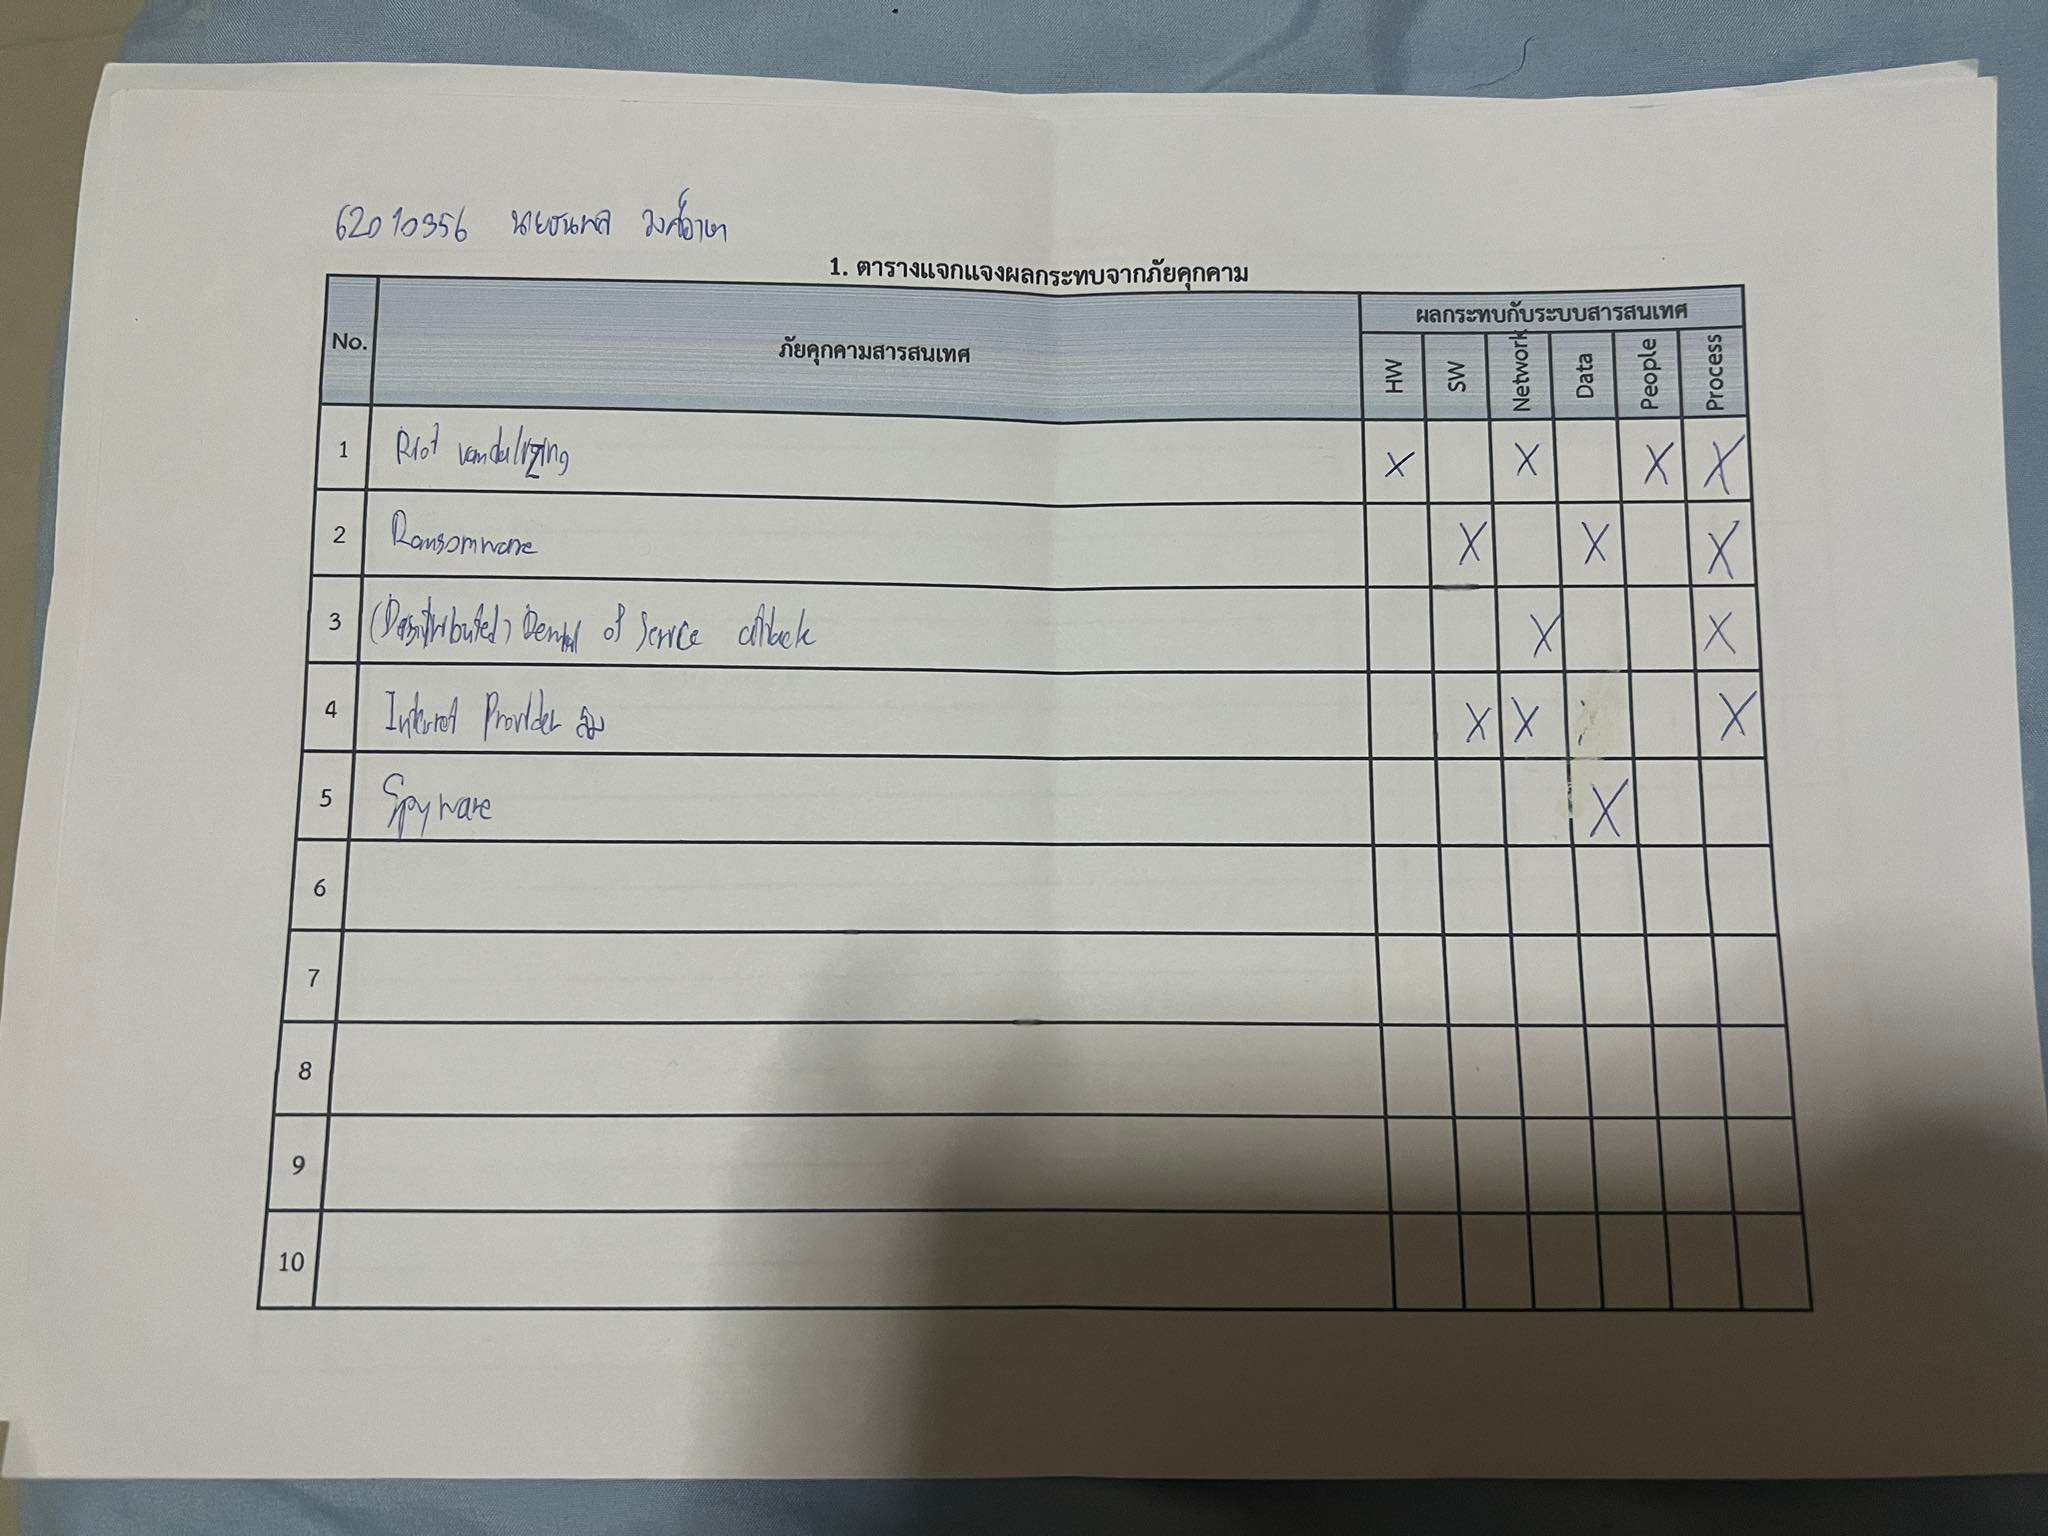 62010356 นายธนพล วงศ์อาษา
1. ตารางแจกแจงผลกระทบจากภัยคุกคาม
No. ภัยคุกคามสารสนเทศ ผลกระทบกับระบบสารสนเทศ
HW SW Network Data People Process
1 Riot vandalizing X X X X
2 Ransomware X X X
3 (Desitributed) Denial of Service attack X X
4 Internet Provider ล่ม X X X
5 Spyware X
6
7
8
9
10